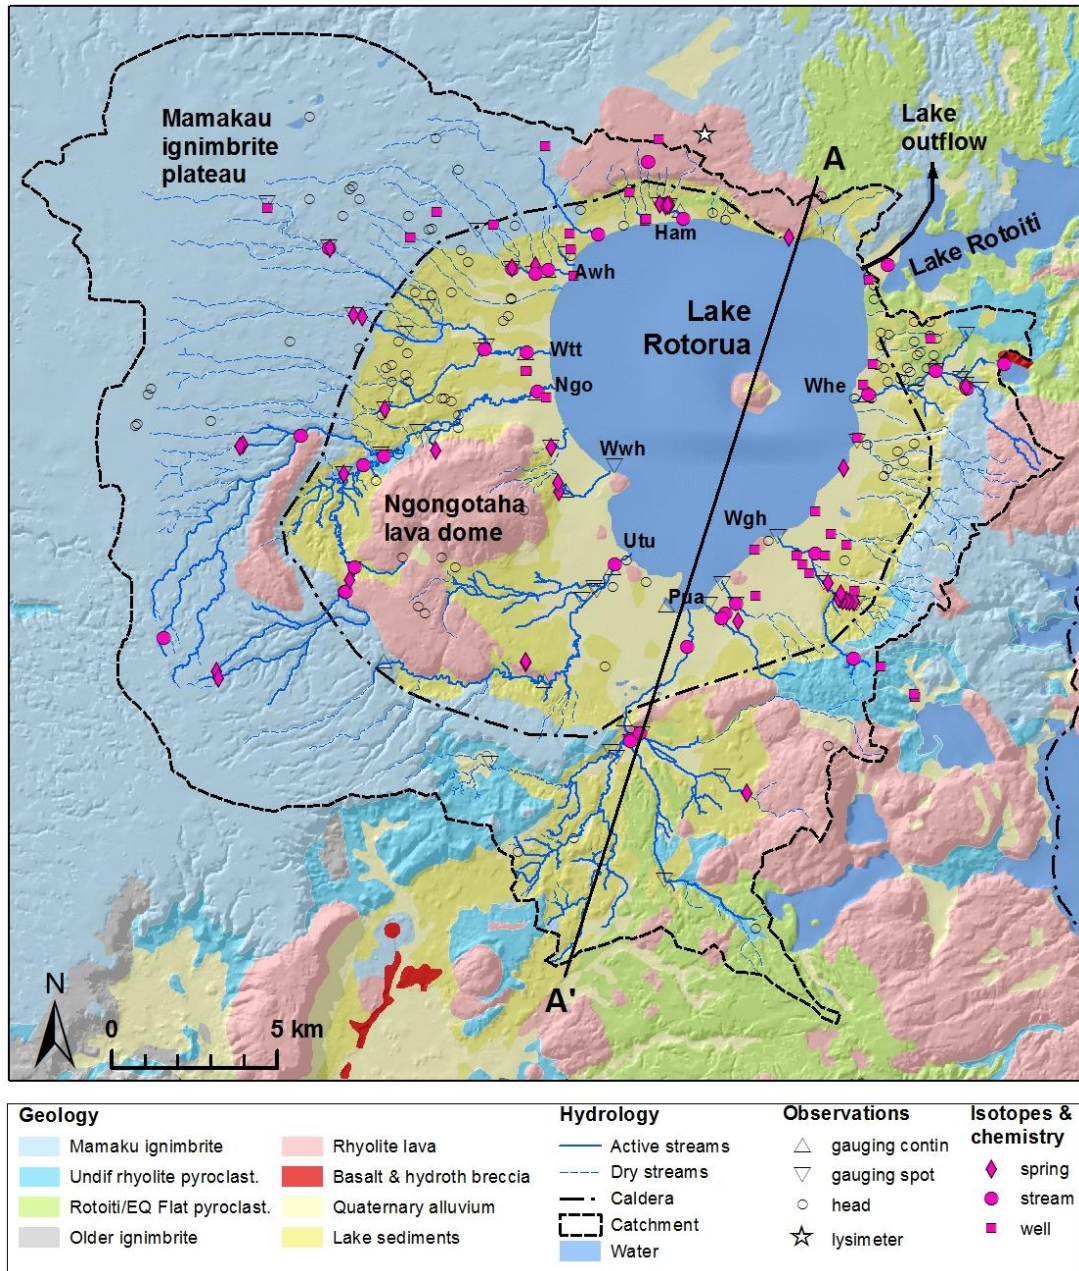 Mamakau
ignimbrite
plateau
A
Lake
outflow
Lake Rotoiti
Ham
Awh
Lake
Rotorua
Wtt
Ngo
Whe
Wwh
Ngongotaha
lava dome
Wgh
Utu
Pua
A'
N
0 5 km
Geology
Mamaku ignimbrite
Undif rhyolite pyroclast.
Rotoiti/EQ Flat pyroclast.
Older ignimbrite
Rhyolite lava
Basalt & hydroth breccia
Quaternary alluvium
Lake sediments
Hydrology
Active streams
Dry streams
Caldera
Catchment
Water
Observations
gauging contin
gauging spot
head
lysimeter
Isotopes &
chemistry
spring
stream
well